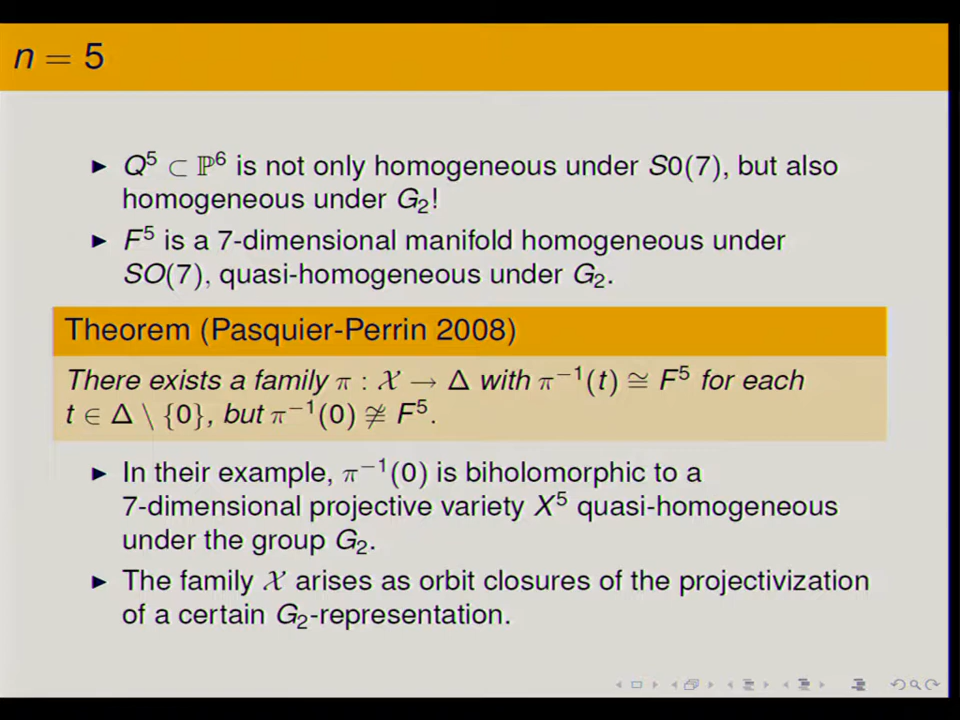 n = 5
▶ Q⁵ ⊂ ℙ⁶ is not only homogeneous under S0(7), but also
homogeneous under G₂!
▶ F⁵ is a 7-dimensional manifold homogeneous under
SO(7), quasi-homogeneous under G₂.
Theorem (Pasquier-Perrin 2008)
There exists a family π : 𝒳 → Δ with π⁻¹(t) ≅ F⁵ for each
t ∈ Δ \ {0}, but π⁻¹(0) ≇ F⁵.
▶ In their example, π⁻¹(0) is biholomorphic to a
7-dimensional projective variety X⁵ quasi-homogeneous
under the group G₂.
▶ The family 𝒳 arises as orbit closures of the projectivization
of a certain G₂-representation.